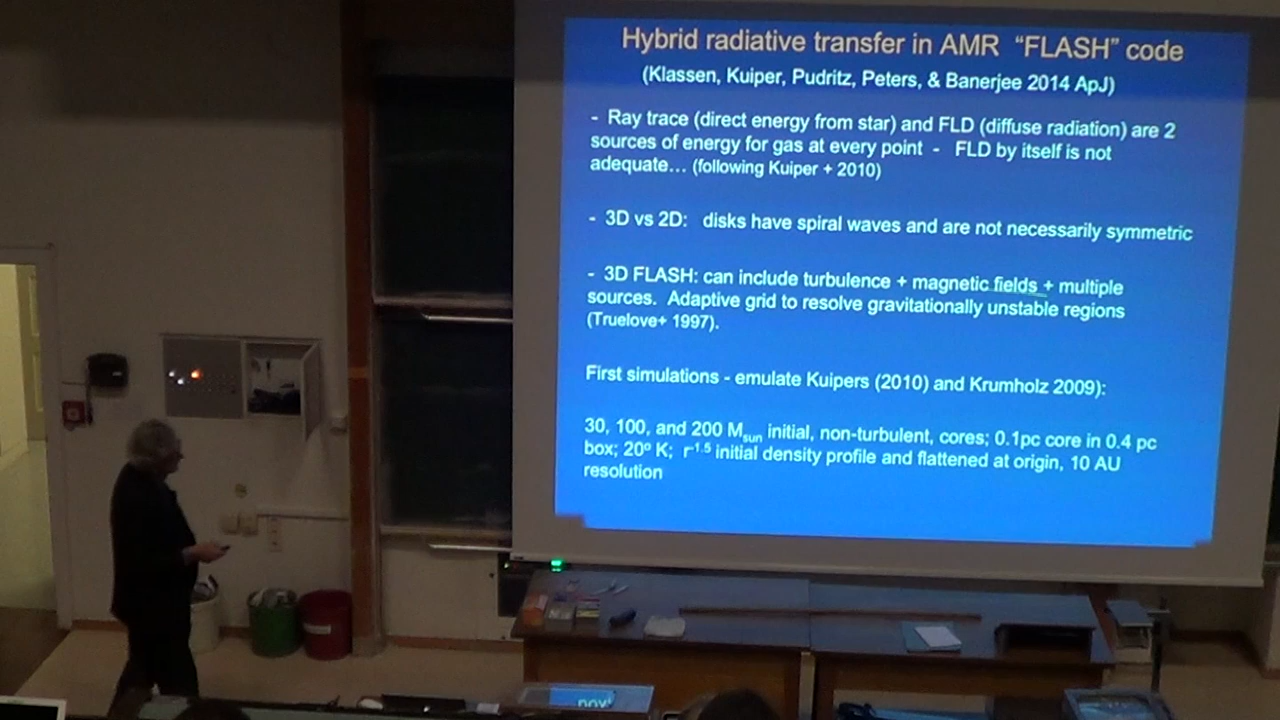 Hybrid radiative transfer in AMR “FLASH” code
(Klassen, Kuiper, Pudritz, Peters, & Banerjee 2014 ApJ)
- Ray trace (direct energy from star) and FLD (diffuse radiation) are 2
sources of energy for gas at every point - FLD by itself is not
adequate... (following Kuiper + 2010)
- 3D vs 2D: disks have spiral waves and are not necessarily symmetric
- 3D FLASH: can include turbulence + magnetic fields + multiple
sources. Adaptive grid to resolve gravitationally unstable regions
(Truelove+ 1997).
First simulations - emulate Kuipers (2010) and Krumholz 2009):
30, 100, and 200 Msun initial, non-turbulent, cores; 0.1pc core in 0.4 pc
box; 20º K; r^1.5 initial density profile and flattened at origin, 10 AU
resolution